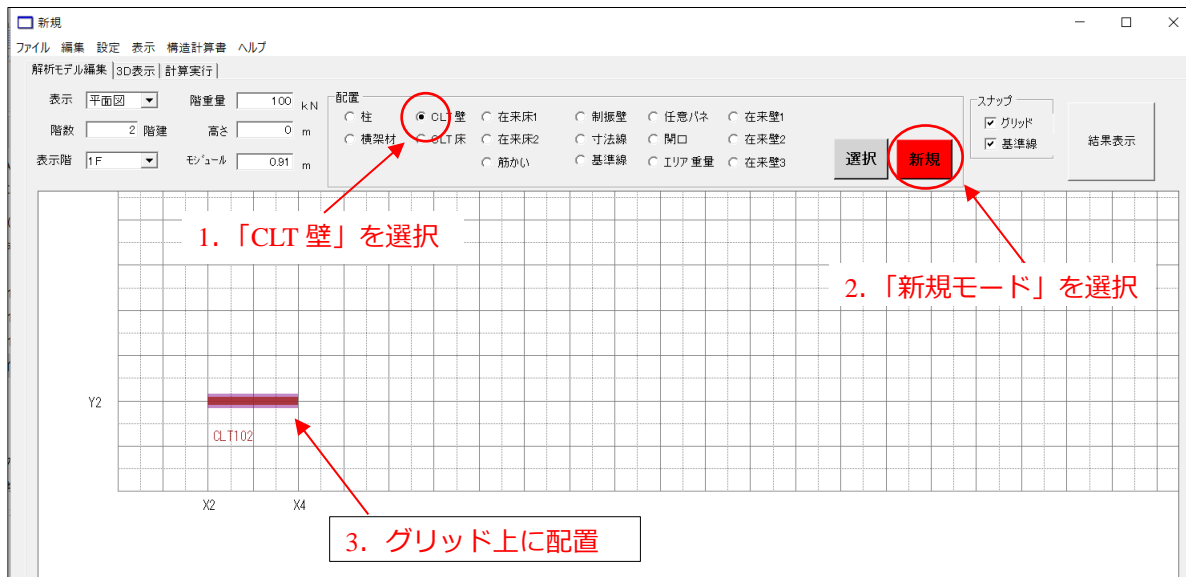 新規
ファイル 編集 設定 表示 構造計算書 ヘルプ
解析モデル編集 3D表示 計算実行
表示 平面図 階重量 100 kN
階数 2 階建 高さ 0 m
表示階 1F モジュール 0.91 m
配置
柱 CLT壁 在来床1 制振壁 任意バネ 在来壁1
横架材 CLT床 在来床2 寸法線 開口 在来壁2
筋かい 基準線 エリア重量 在来壁3
選択 新規
スナップ
グリッド
基準線
結果表示
1.「CLT 壁」を選択
2.「新規モード」を選択
Y2
CLT102
X2 X4
3. グリッド上に配置